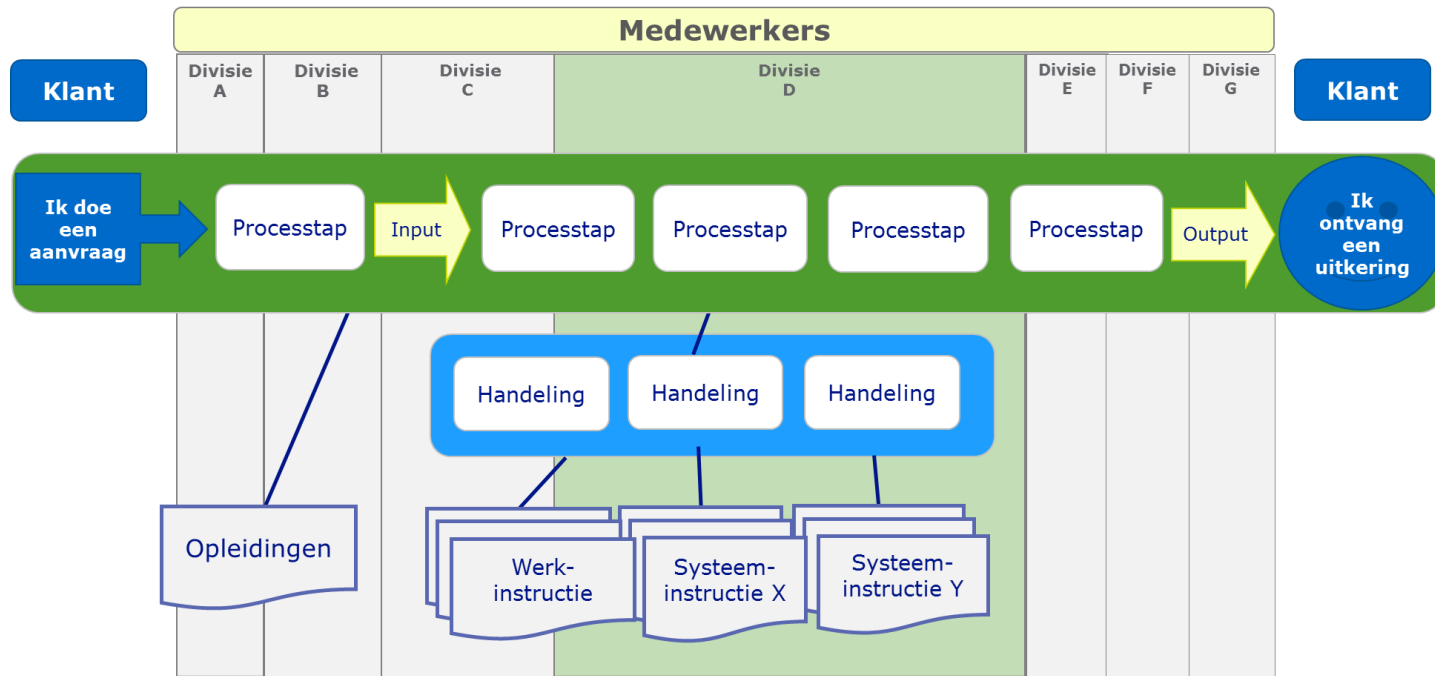 Medewerkers
Klant
Divisie
A
Divisie
B
Divisie
C
Divisie
D
Divisie
E
Divisie
F
Divisie
G
Klant
Ik doe
een
aanvraag
Processtap
Input
Processtap
Processtap
Processtap
Processtap
Output
Ik
ontvang
een
uitkering
Handeling
Handeling
Handeling
Opleidingen
Werk-
instructie
Systeem-
instructie X
Systeem-
instructie Y